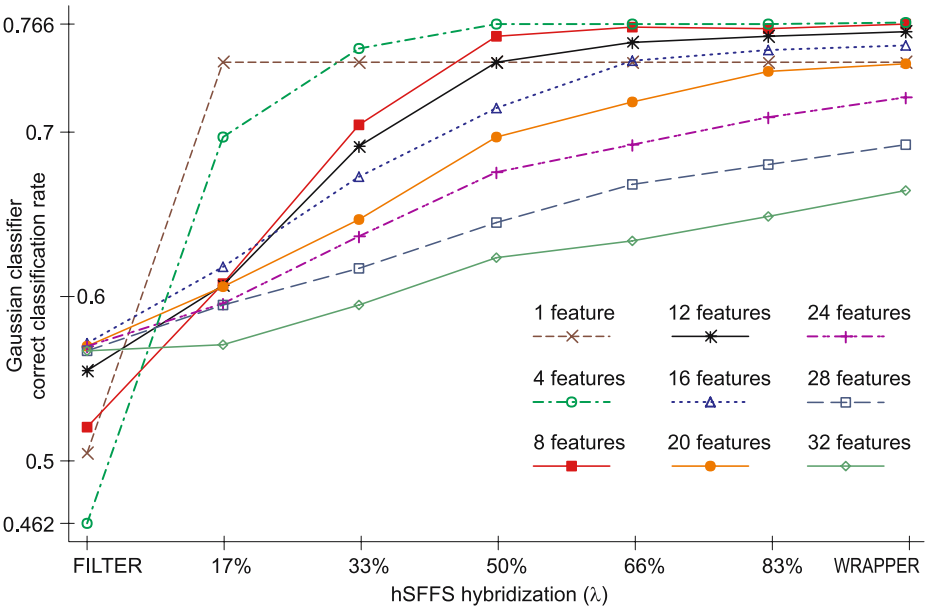 Gaussian classifier
correct classification rate
0.766
0.7
0.6
0.5
0.462
1 feature
12 features
24 features
4 features
16 features
28 features
8 features
20 features
32 features
FILTER
17%
33%
50%
66%
83%
WRAPPER
hSFFS hybridization (λ)